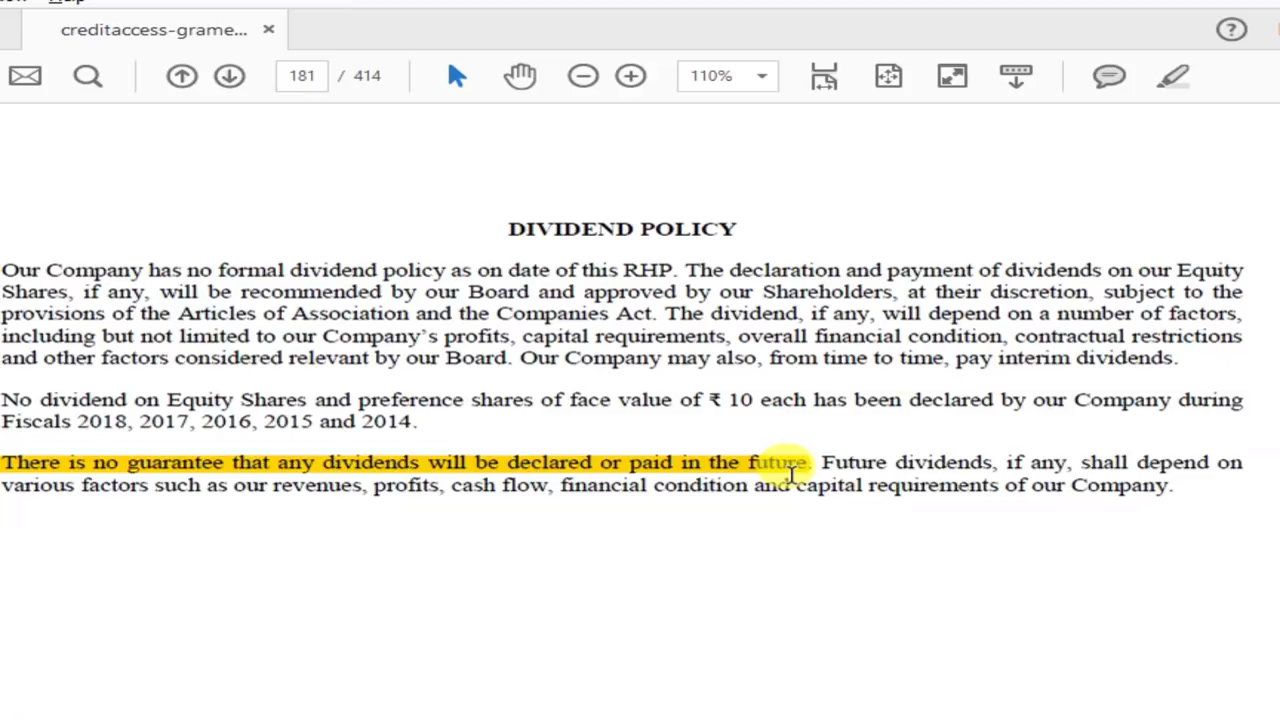 creditaccess-grame...
181 / 414
110%
DIVIDEND POLICY
Our Company has no formal dividend policy as on date of this RHP. The declaration and payment of dividends on our Equity
Shares, if any, will be recommended by our Board and approved by our Shareholders, at their discretion, subject to the
provisions of the Articles of Association and the Companies Act. The dividend, if any, will depend on a number of factors,
including but not limited to our Company's profits, capital requirements, overall financial condition, contractual restrictions
and other factors considered relevant by our Board. Our Company may also, from time to time, pay interim dividends.
No dividend on Equity Shares and preference shares of face value of ₹ 10 each has been declared by our Company during
Fiscals 2018, 2017, 2016, 2015 and 2014.
There is no guarantee that any dividends will be declared or paid in the future. Future dividends, if any, shall depend on
various factors such as our revenues, profits, cash flow, financial condition and capital requirements of our Company.